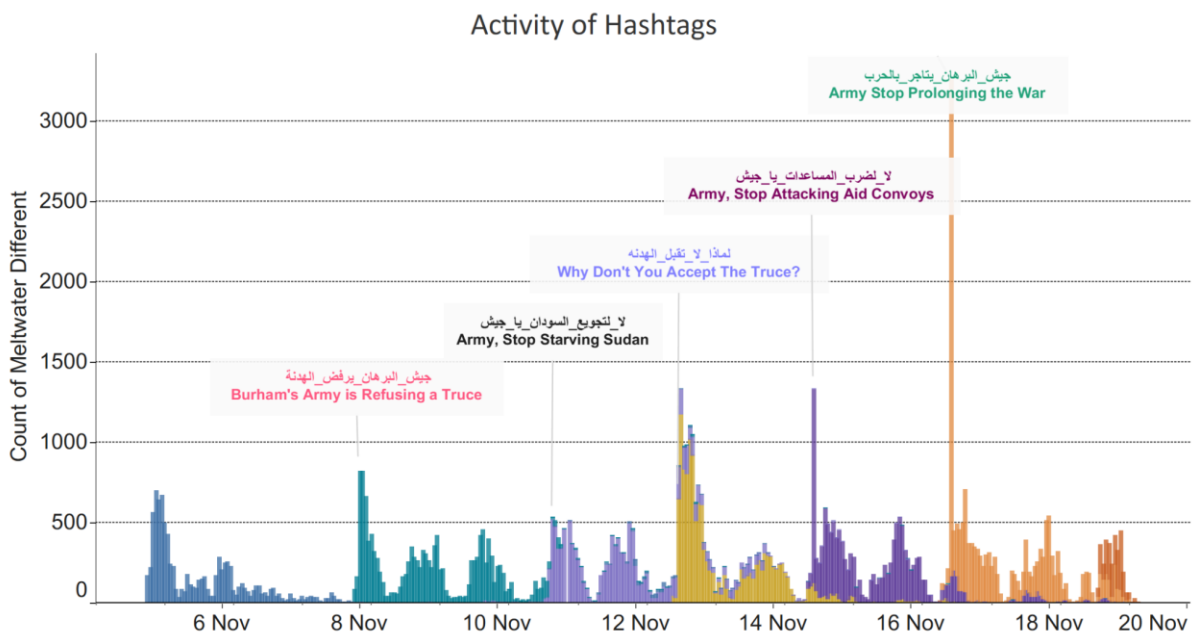 Activity of Hashtags
جيش_البرهان_يتاجر_بالحرب
Army Stop Prolonging the War
لا_لضرب_المساعدات_يا_جيش
Army, Stop Attacking Aid Convoys
لماذا_لا_تقبل_الهدنه
Why Don't You Accept The Truce?
لا_لتجويع_السودان_يا_جيش
Army, Stop Starving Sudan
جيش_البرهان_يرفض_الهدنة
Burham's Army is Refusing a Truce
Count of Meltwater Different
3000
2500
2000
1500
1000
500
0
6 Nov 8 Nov 10 Nov 12 Nov 14 Nov 16 Nov 18 Nov 20 Nov